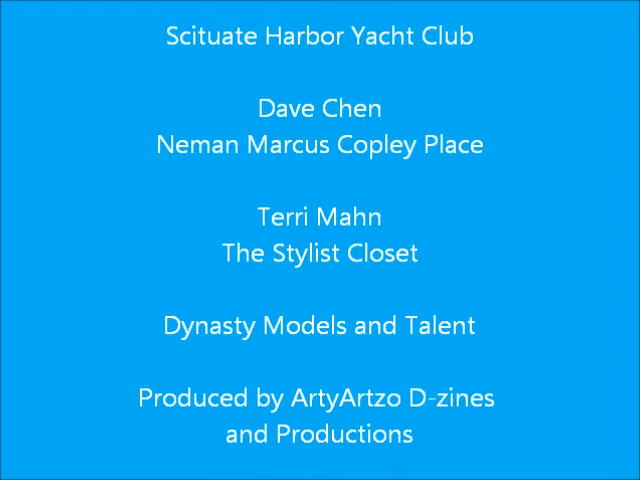 Scituate Harbor Yacht Club
Dave Chen
Neman Marcus Copley Place
Terri Mahn
The Stylist Closet
Dynasty Models and Talent
Produced by ArtyArtzo D-zines
and Productions